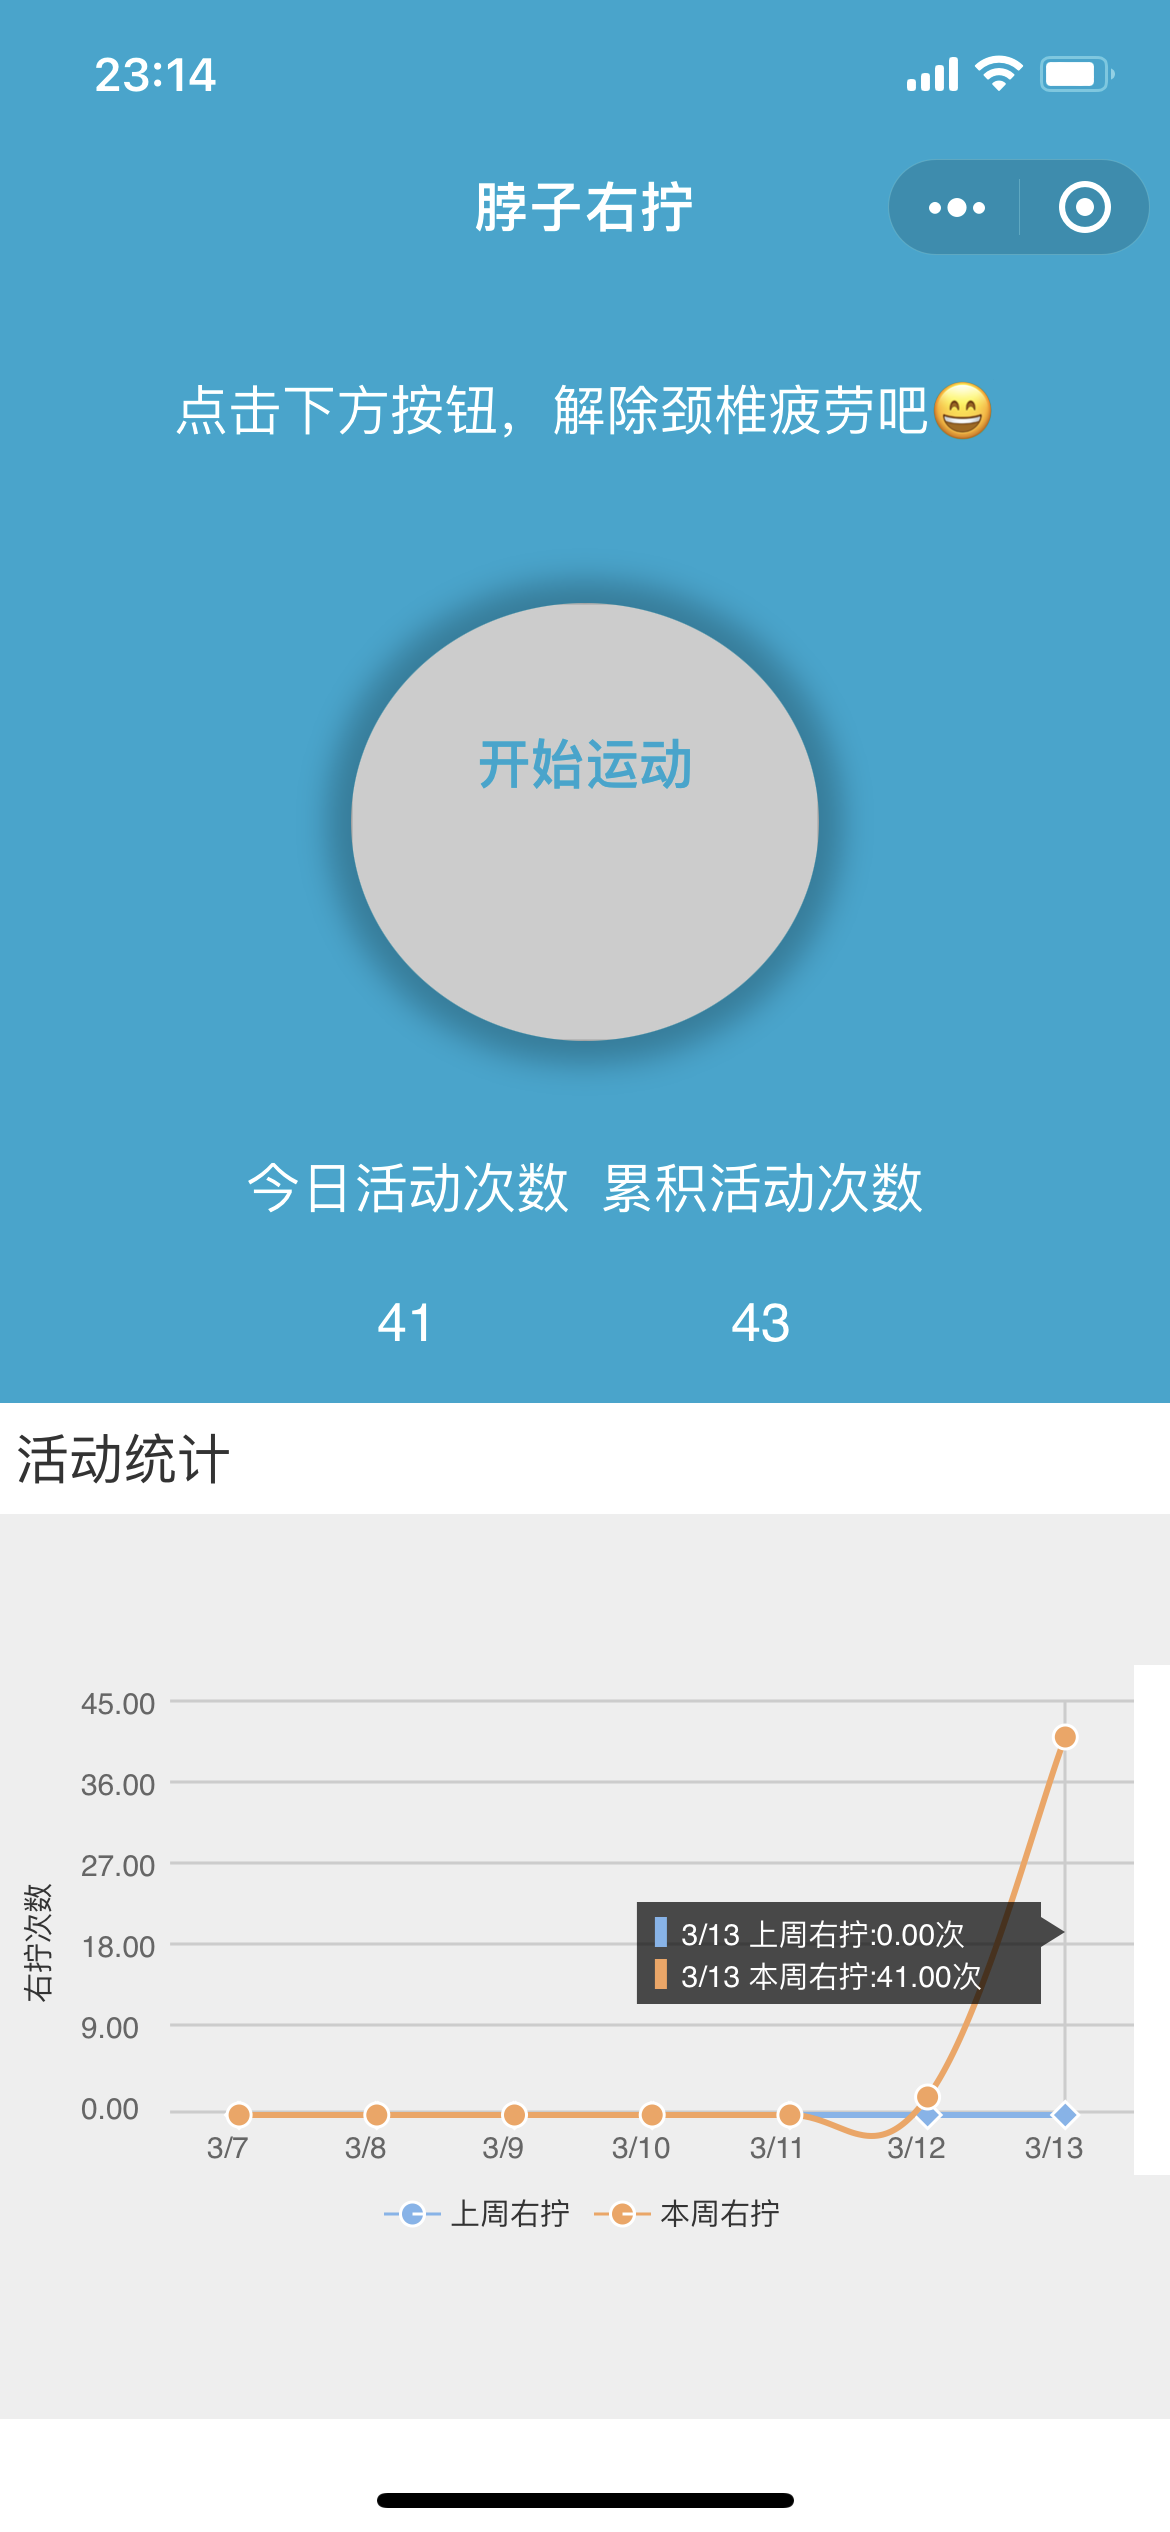 23:14
脖子右拧
点击下方按钮，解除颈椎疲劳吧😄
开始运动
今日活动次数 累积活动次数
41 43
活动统计
右拧次数
45.00
36.00
27.00
18.00
9.00
0.00
3/13 上周右拧:0.00次
3/13 本周右拧:41.00次
3/7 3/8 3/9 3/10 3/11 3/12 3/13
上周右拧 本周右拧